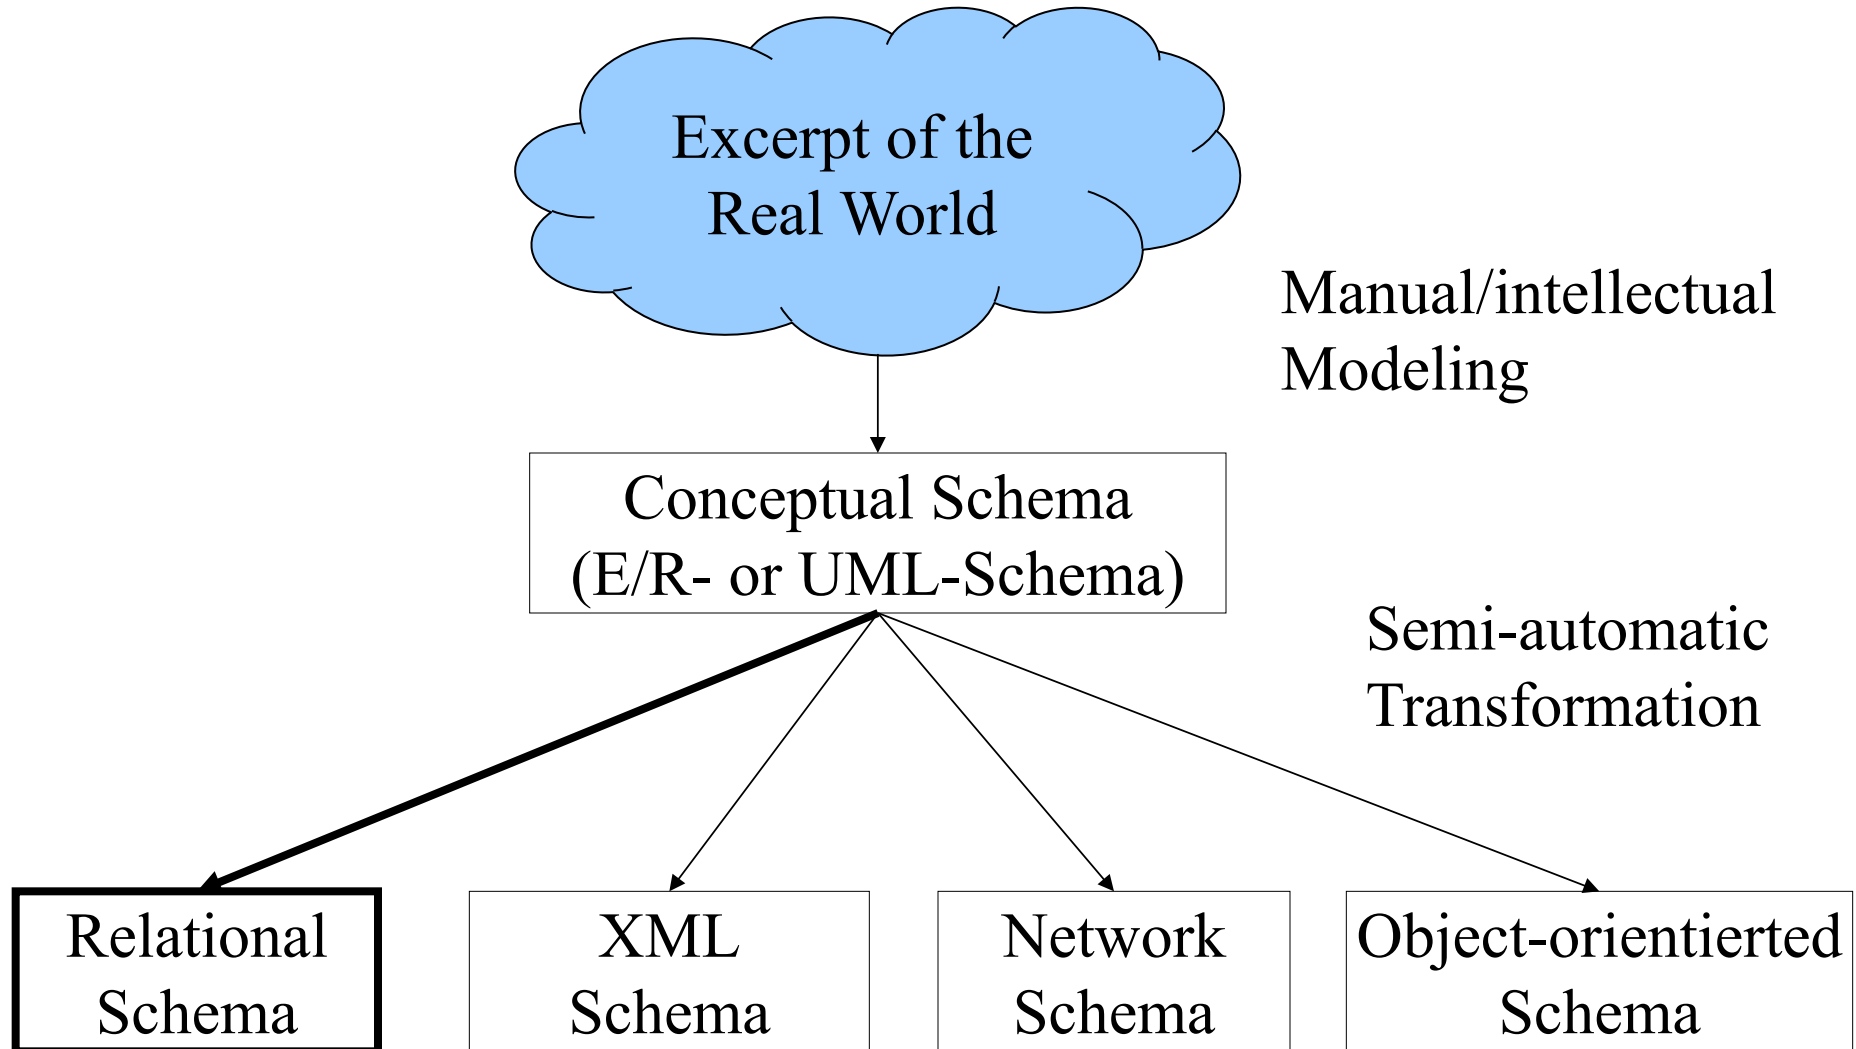 Excerpt of the
Real World
Manual/intellectual
Modeling
Conceptual Schema
(E/R- or UML-Schema)
Semi-automatic
Transformation
Relational
Schema
XML
Schema
Network
Schema
Object-orientierted
Schema